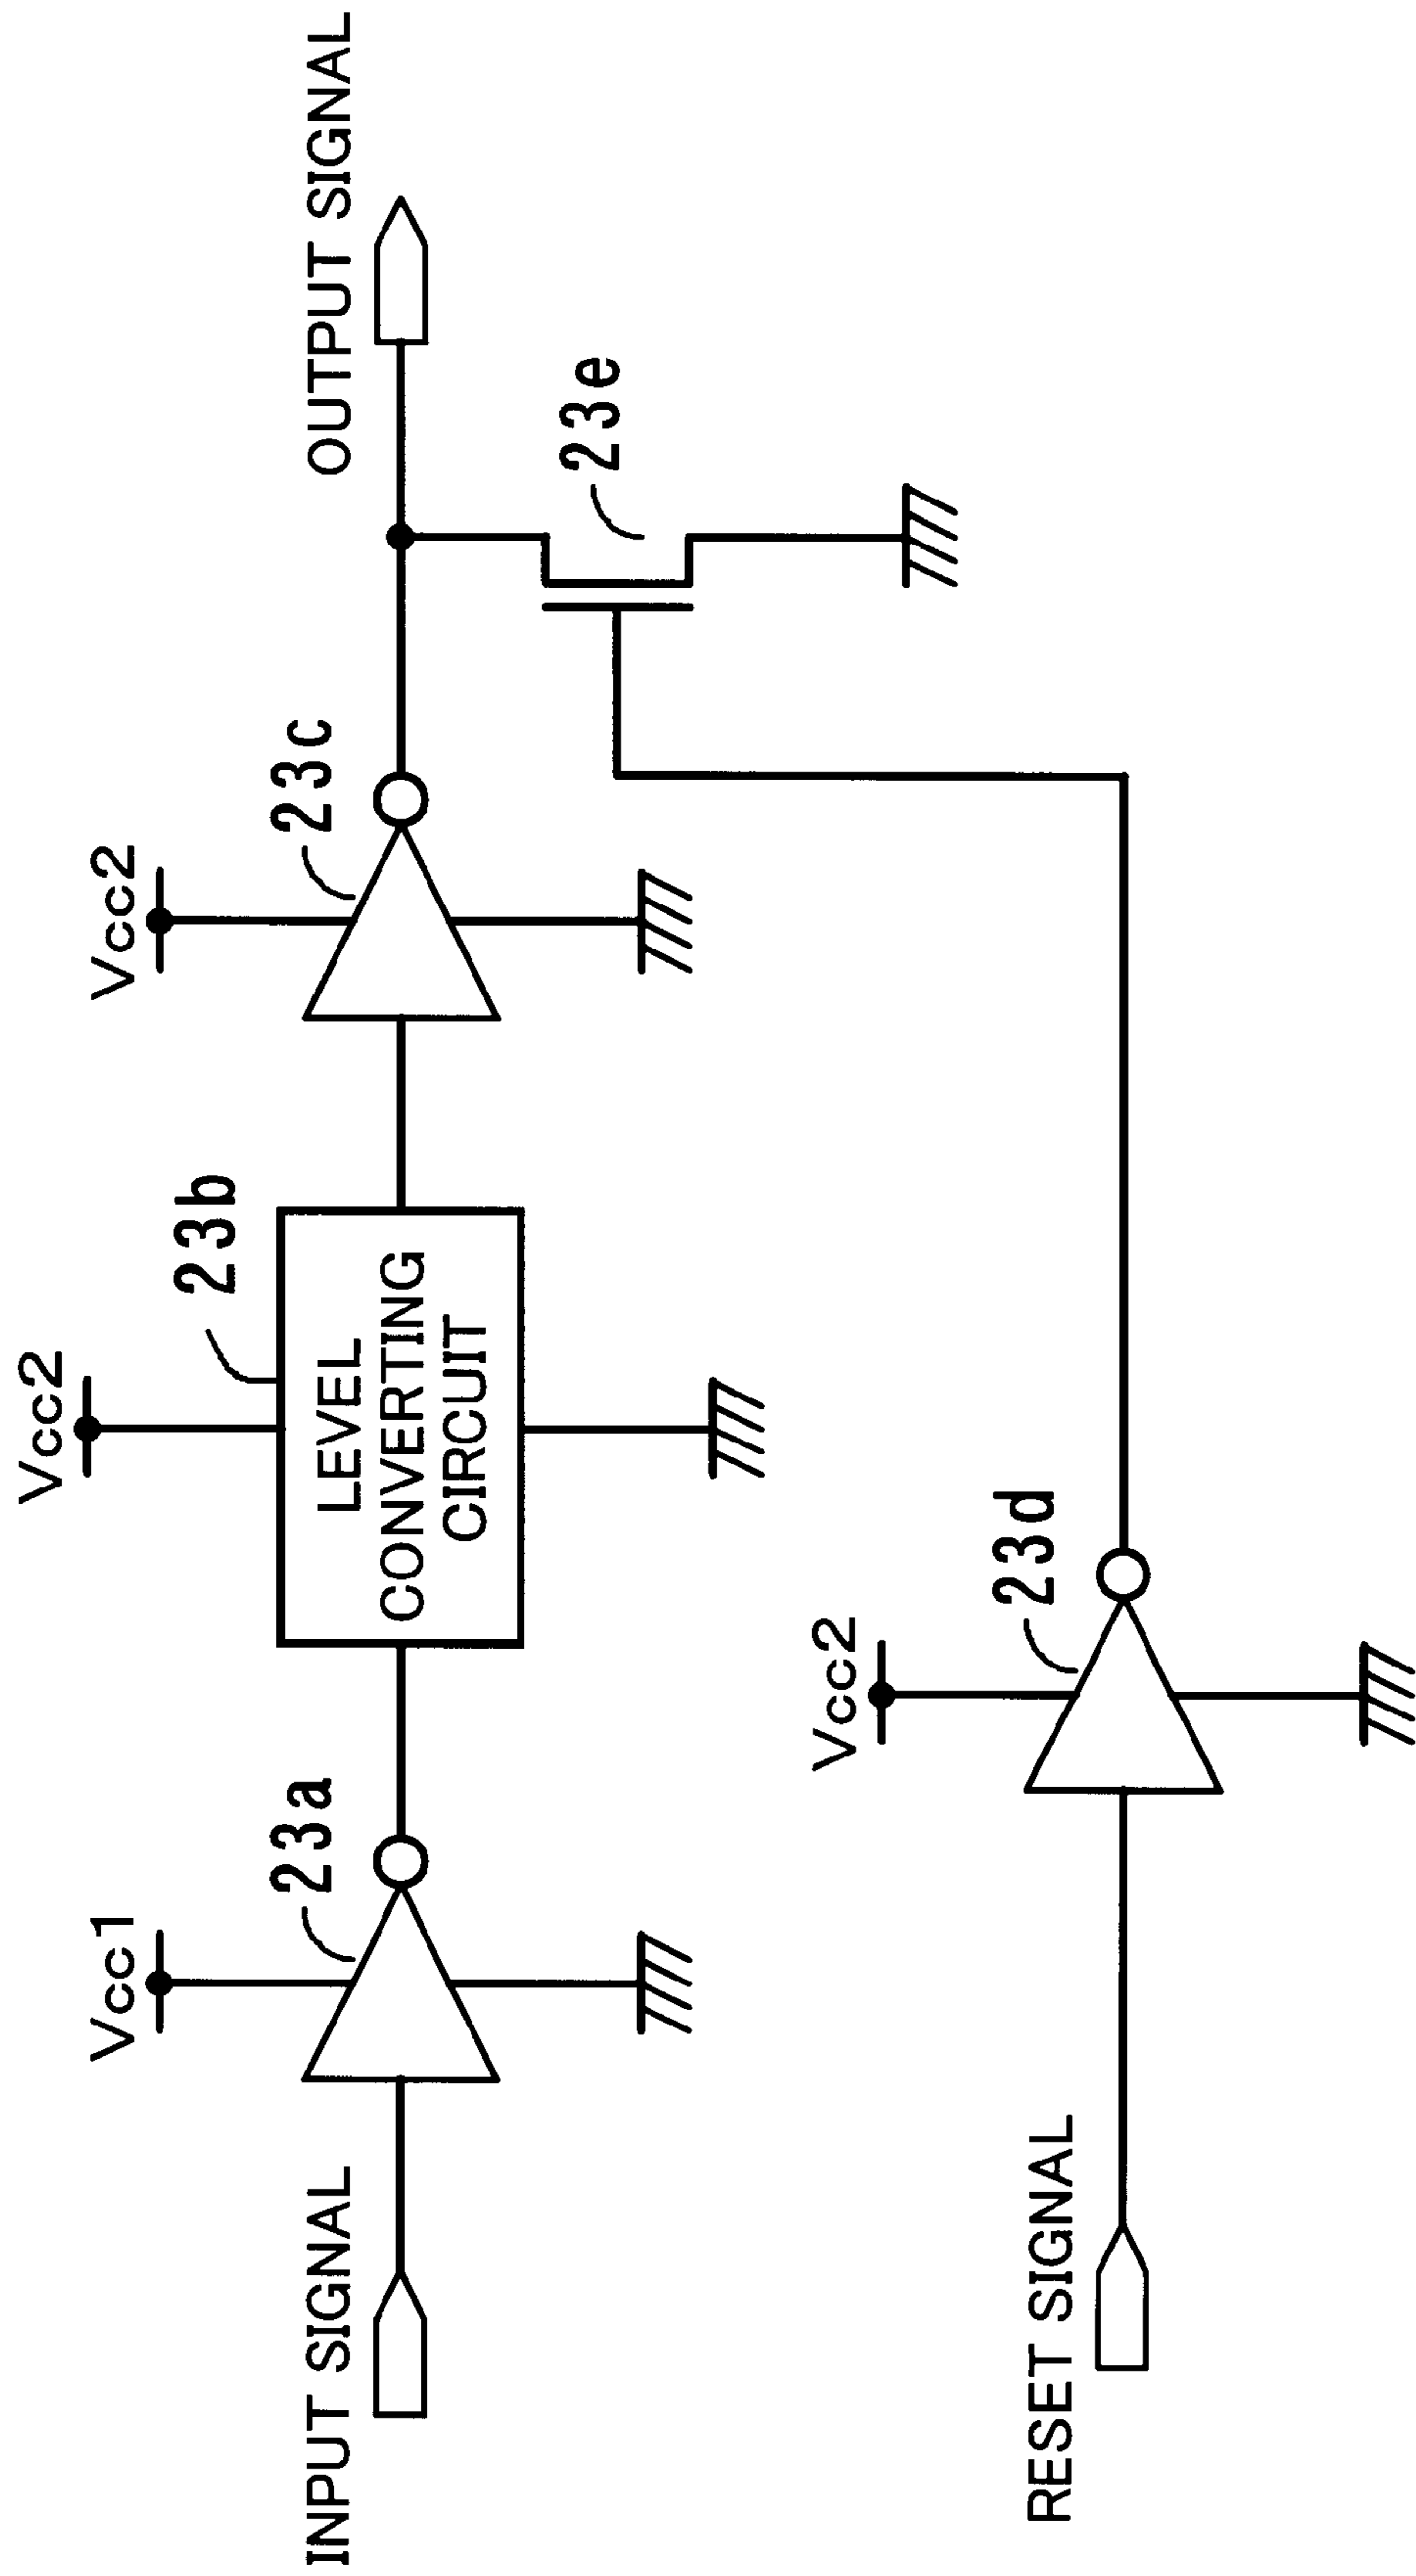 Vcc2
23b
Vcc1
Vcc2
23a
23c
INPUT SIGNAL
LEVEL
CONVERTING
CIRCUIT
OUTPUT SIGNAL
23e
Vcc2
23d
RESET SIGNAL